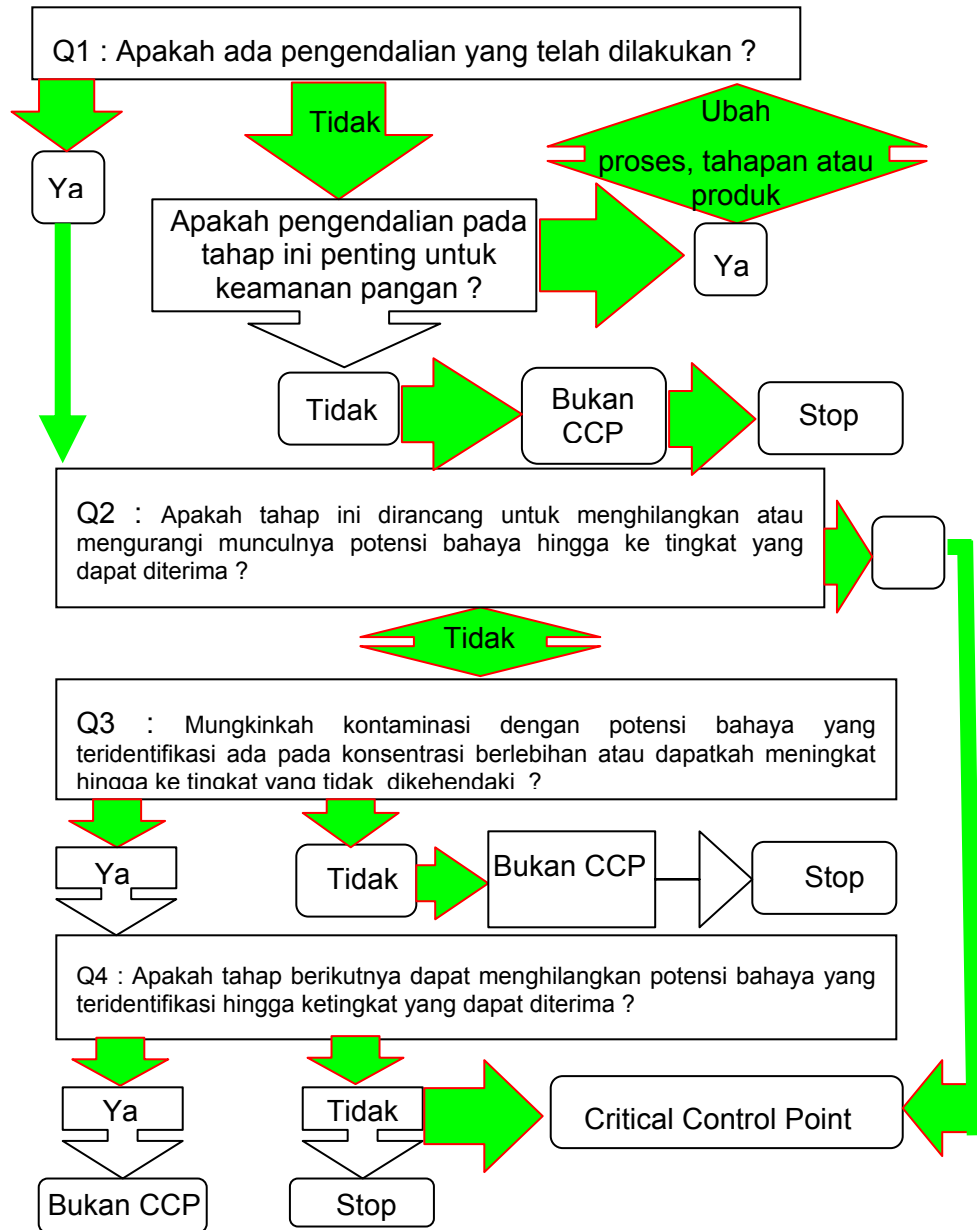 Q1 : Apakah ada pengendalian yang telah dilakukan ?
Tidak
Ubah
proses, tahapan atau
produk
Ya
Apakah pengendalian pada
tahap ini penting untuk
keamanan pangan ?
Ya
Tidak
Bukan
CCP
Stop
Q2 : Apakah tahap ini dirancang untuk menghilangkan atau
mengurangi munculnya potensi bahaya hingga ke tingkat yang
dapat diterima ?
Tidak
Q3 : Mungkinkah kontaminasi dengan potensi bahaya yang
teridentifikasi ada pada konsentrasi berlebihan atau dapatkah meningkat
hingga ke tingkat yang tidak dikehendaki ?
Ya
Tidak
Bukan CCP
Stop
Q4 : Apakah tahap berikutnya dapat menghilangkan potensi bahaya yang
teridentifikasi hingga ketingkat yang dapat diterima ?
Ya
Tidak
Critical Control Point
Bukan CCP
Stop